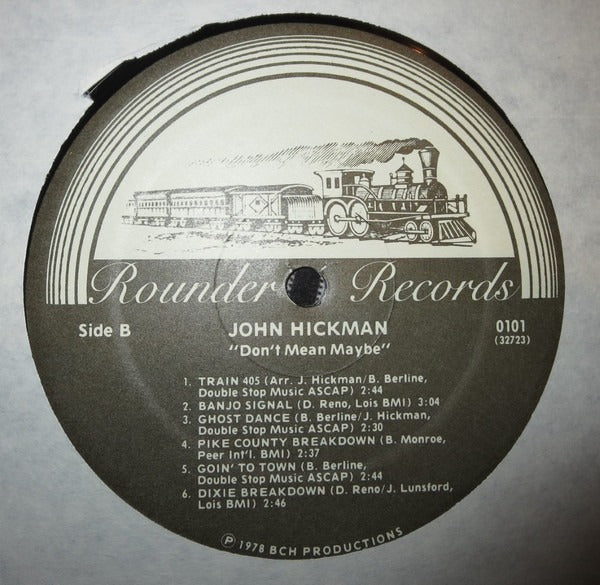 Rounder Records
Side B
JOHN HICKMAN
0101
"Don't Mean Maybe"
(32723)
1. TRAIN 405 (Arr. J. Hickman/B. Berline,
Double Stop Music ASCAP) 2:44
2. BANJO SIGNAL (D. Reno, Lois BMI) 3:04
3. GHOST DANCE (B. Berline/J. Hickman,
Double Stop Music ASCAP) 2:30
4. PIKE COUNTY BREAKDOWN (B. Monroe,
Peer Int'l. BMI) 2:37
5. GOIN' TO TOWN (B. Berline,
Double Stop Music ASCAP) 2:44
6. DIXIE BREAKDOWN (D. Reno/J. Lunsford,
Lois BMI) 2:46
Ⓟ 1978 BCH PRODUCTIONS